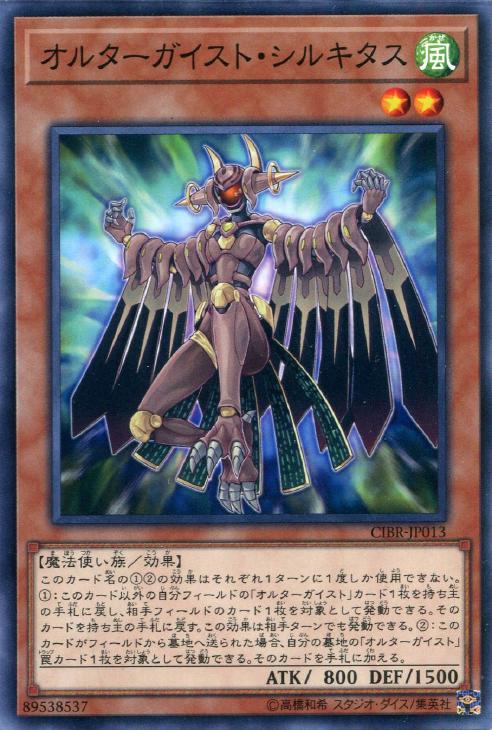 オルターガイスト・シルキタス
風
CIBR-JP013
【魔法使い族／効果】
このカード名の①②の効果はそれぞれ1ターンに1度しか使用できない。
①：このカード以外の自分フィールドの「オルターガイスト」カード1枚を持ち主
の手札に戻し、相手フィールドのカード1枚を対象として発動できる。その
カードを持ち主の手札に戻す。この効果は相手ターンでも発動できる。②：この
カードがフィールドから墓地へ送られた場合、自分の墓地の「オルターガイスト」
罠カード1枚を対象として発動できる。そのカードを手札に加える。
ATK/ 800 DEF/1500
89538537
©高橋和希 スタジオ・ダイス/集英社